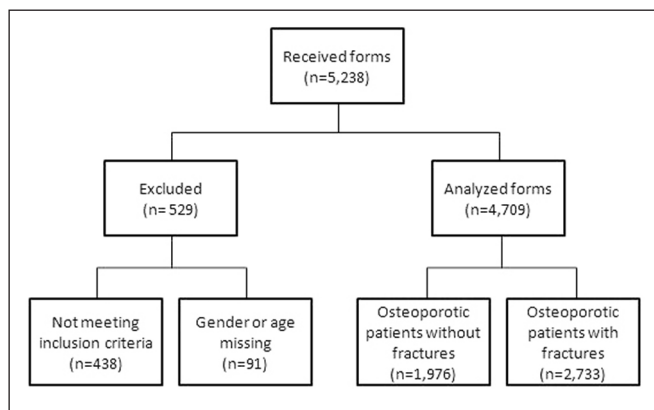 Received forms
(n=5,238)
Excluded
(n= 529)
Analyzed forms
(n=4,709)
Not meeting
inclusion criteria
(n=438)
Gender or age
missing
(n=91)
Osteoporotic
patients without
fractures
(n=1,976)
Osteoporotic
patients with
fractures
(n=2,733)